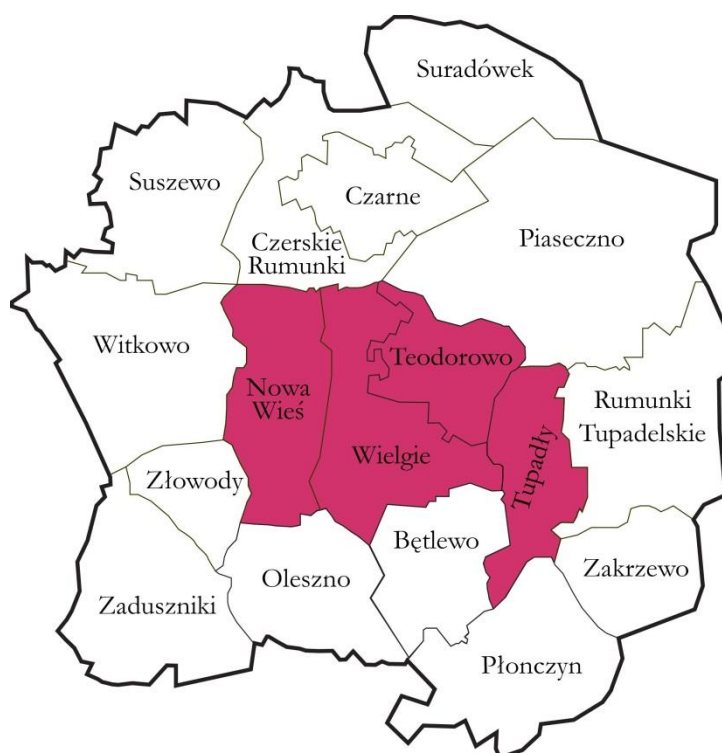 Suradówek
Suszewo
Czarne
Czerskie
Rumunki
Piaseczno
Witkowo
Nowa
Wieś
Teodorowo
Rumunki
Tupadelskie
Wielgie
Tupadły
Złowody
Bętlewo
Oleszno
Zakrzewo
Zaduszniki
Płonczyn